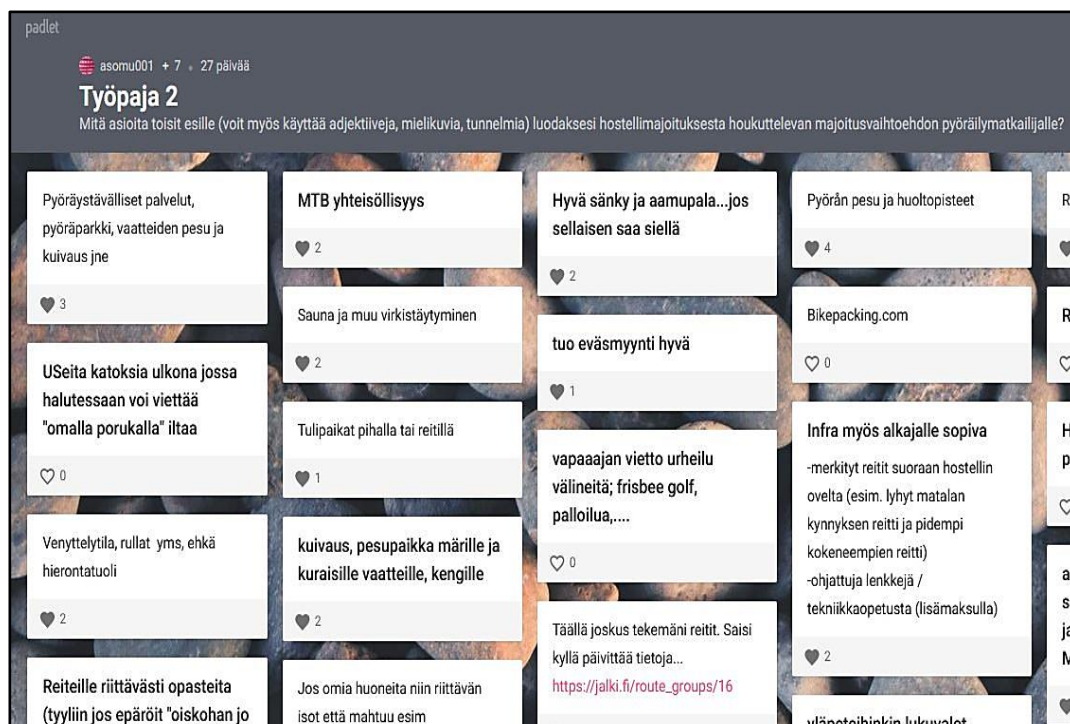 padlet
asomu001 + 7 • 27 päivää
Työpaja 2
Mitä asioita toisit esille (voit myös käyttää adjektiiveja, mielikuvia, tunnelmia) luodaksesi hostellimajoituksesta houkuttelevan majoitusvaihtoehdon pyöräilymatkailijalle?
Pyöräystävälliset palvelut,
pyöräparkki, vaatteiden pesu ja
kuivaus jne
3
USeita katoksia ulkona jossa
halutessaan voi viettää
"omalla porukalla" iltaa
0
Venyttelytila, rullat yms, ehkä
hierontatuoli
2
Reiteille riittävästi opasteita
(tyyliin jos epäröit "oiskohan jo
MTB yhteisöllisyys
2
Sauna ja muu virkistäytyminen
2
Tulipaikat pihalla tai reitillä
1
kuivaus, pesupaikka märille ja
kuraisille vaatteille, kengille
2
Jos omia huoneita niin riittävän
isot että mahtuu esim
Hyvä sänky ja aamupala...jos
sellaisen saa siellä
2
tuo eväsmyynti hyvä
1
vapaaajan vietto urheilu
välineitä; frisbee golf,
palloilua,....
0
Täällä joskus tekemäni reitit. Saisi
kyllä päivittää tietoja...
https://jalki.fi/route_groups/16
Pyörån pesu ja huoltopisteet
4
Bikepacking.com
0
Infra myös alkajalle sopiva
-merkityt reitit suoraan hostellin
ovelta (esim. lyhyt matalan
kynnyksen reitti ja pidempi
kokeneempien reitti)
-ohjattuja lenkkejä /
tekniikkaopetusta (lisämaksulla)
2